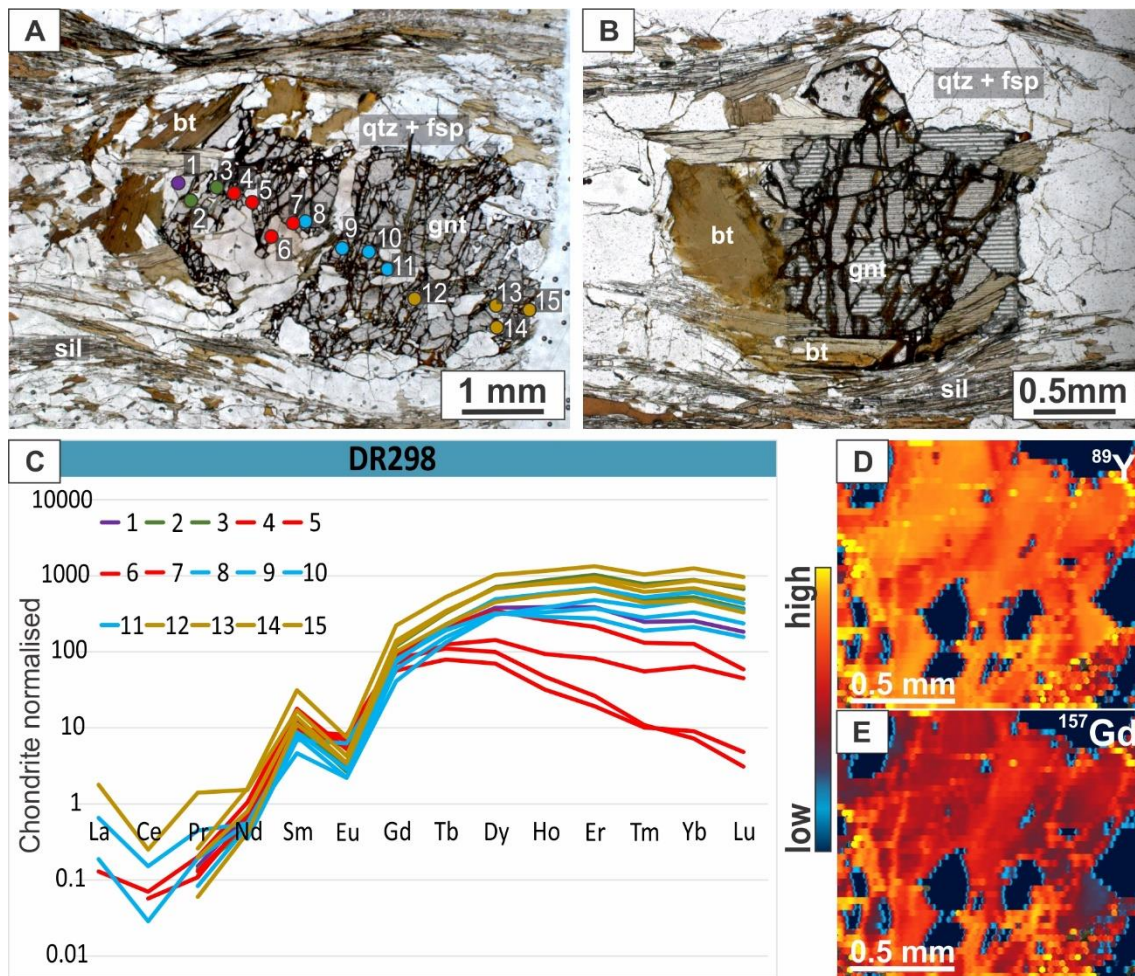 A
bt
qtz + fsp
1
3
4
5
2
7
8
6
9
10
gnt
11
12
13
15
14
sil
1 mm
B
qtz + fsp
bt
gnt
bt
sil
0.5mm
C
DR298
Chondrite normalised
10000
1000
100
10
1
0.1
0.01
1 2 3 4 5
6 7 8 9 10
11 12 13 14 15
La Ce Pr Nd Sm Eu Gd Tb Dy Ho Er Tm Yb Lu
high
low
D
⁸⁹Y
0.5 mm
E
¹⁵⁷Gd
0.5 mm